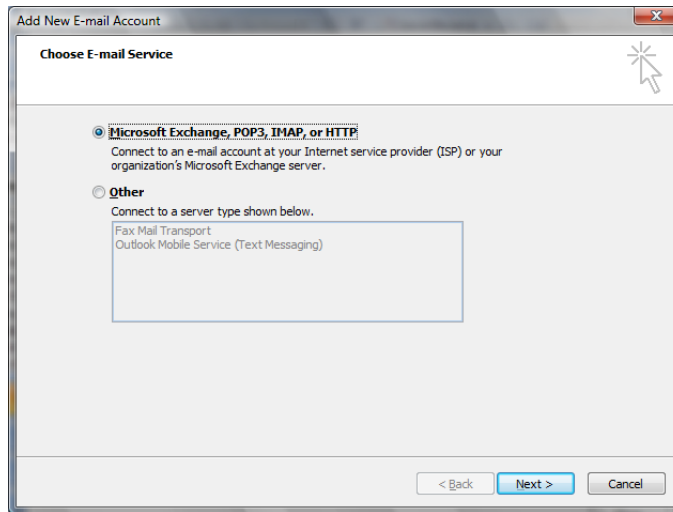 Add New E-mail Account
Choose E-mail Service
Microsoft Exchange, POP3, IMAP, or HTTP
Connect to an e-mail account at your Internet service provider (ISP) or your
organization's Microsoft Exchange server.
Other
Connect to a server type shown below.
Fax Mail Transport
Outlook Mobile Service (Text Messaging)
< Back
Next >
Cancel